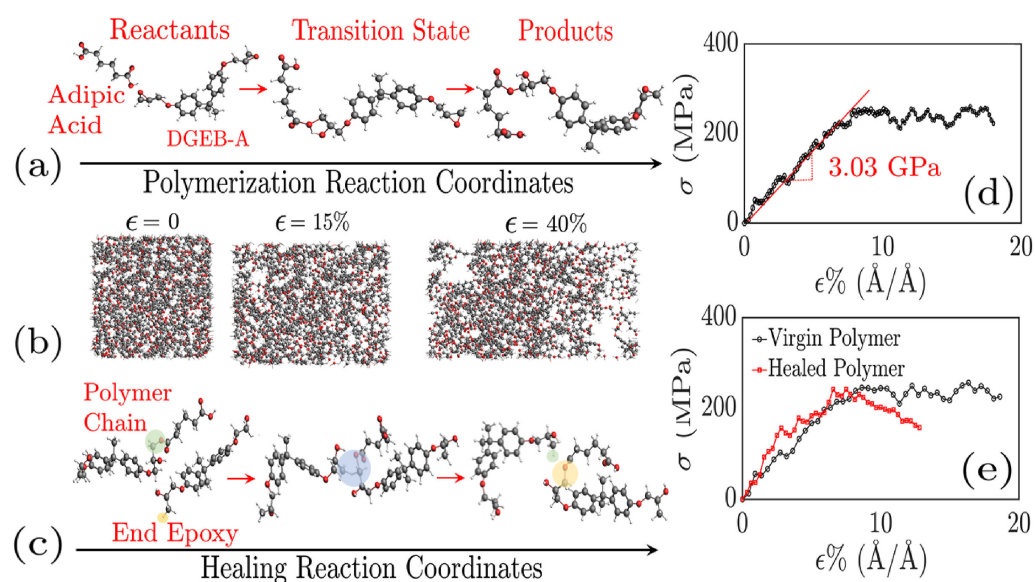 Reactants
Transition State
Products
Adipic
Acid
DGEB-A
(a)
Polymerization Reaction Coordinates
ϵ = 0
ϵ = 15%
ϵ = 40%
(b)
Polymer
Chain
End Epoxy
(c)
Healing Reaction Coordinates
400
200
0
σ (MPa)
3.03 GPa
(d)
0 10 20
ϵ% (Å/Å)
400
200
0
σ (MPa)
Virgin Polymer
Healed Polymer
(e)
0 10 20
ϵ% (Å/Å)